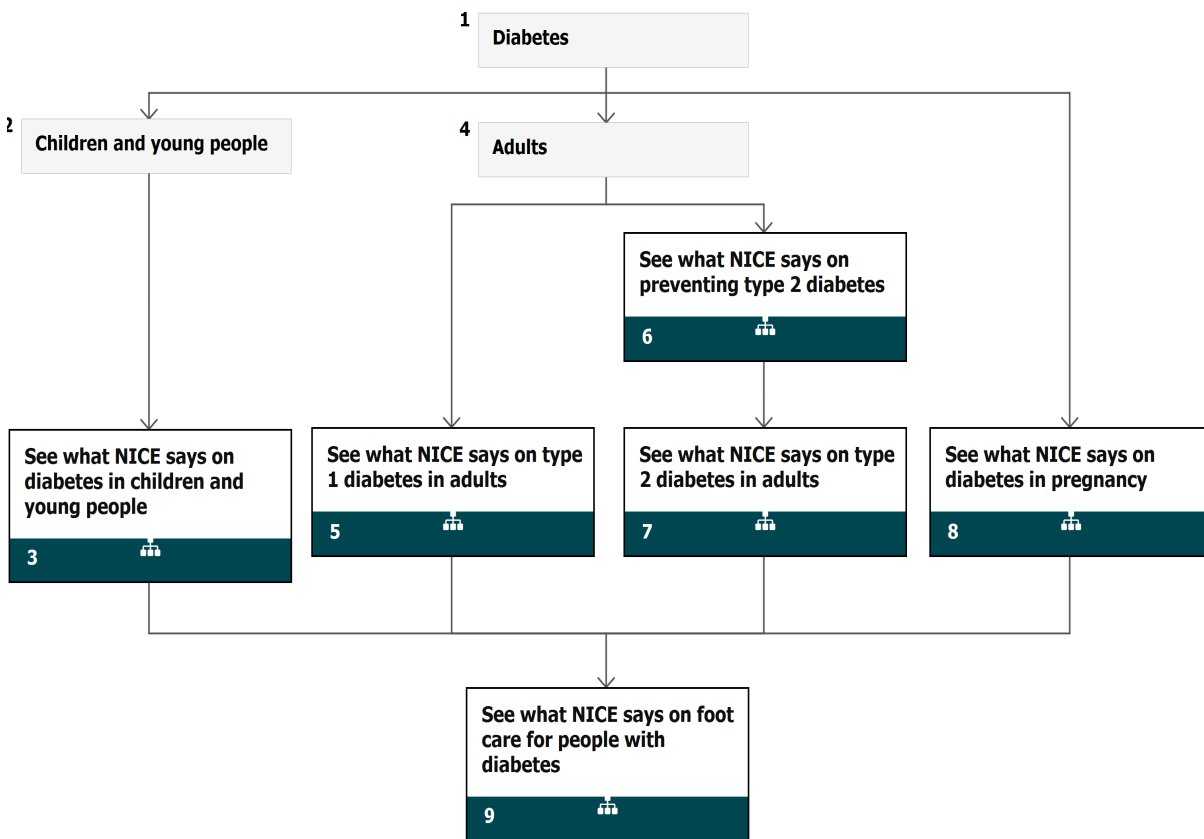 1
Diabetes
2
Children and young people
4
Adults
See what NICE says on
preventing type 2 diabetes
6
See what NICE says on
diabetes in children and
young people
3
See what NICE says on type
1 diabetes in adults
5
See what NICE says on type
2 diabetes in adults
7
See what NICE says on
diabetes in pregnancy
8
See what NICE says on foot
care for people with
diabetes
9